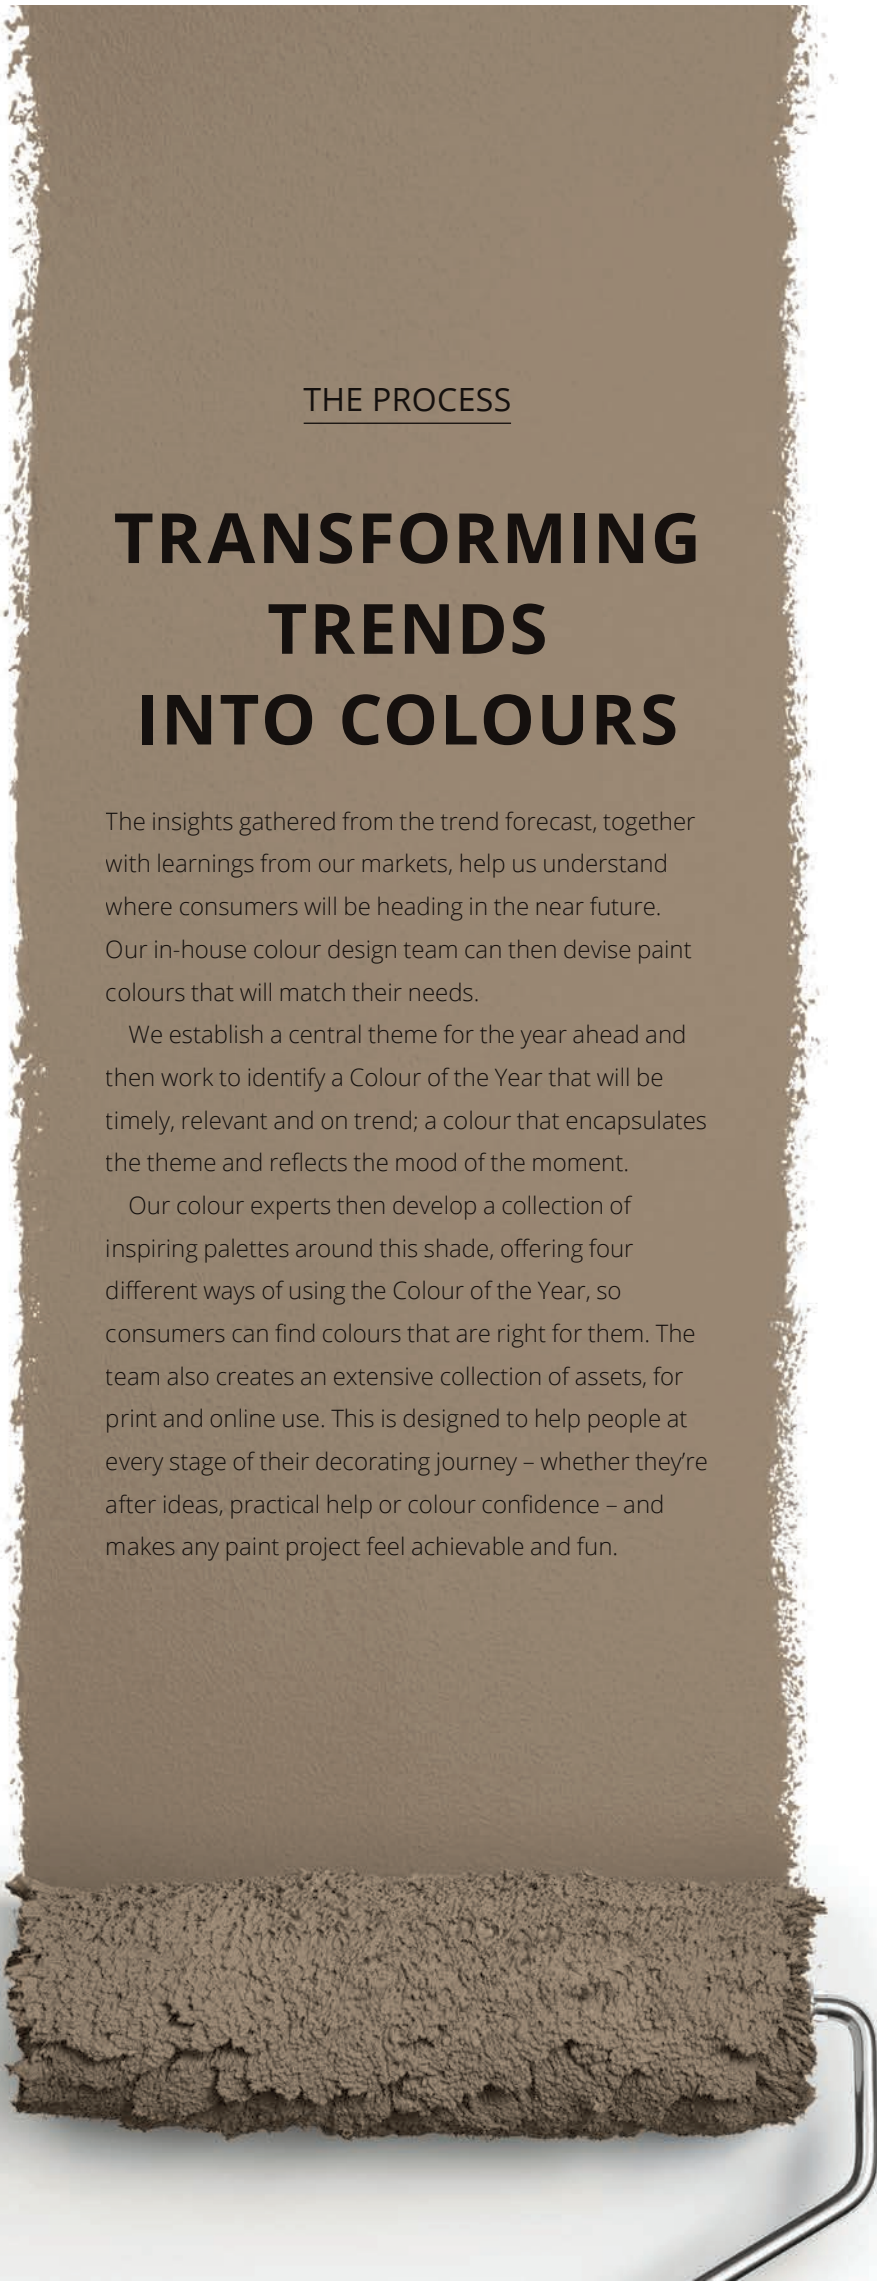 THE PROCESS
TRANSFORMING
TRENDS
INTO COLOURS
The insights gathered from the trend forecast, together
with learnings from our markets, help us understand
where consumers will be heading in the near future.
Our in-house colour design team can then devise paint
colours that will match their needs.
We establish a central theme for the year ahead and
then work to identify a Colour of the Year that will be
timely, relevant and on trend; a colour that encapsulates
the theme and reflects the mood of the moment.
Our colour experts then develop a collection of
inspiring palettes around this shade, offering four
different ways of using the Colour of the Year, so
consumers can find colours that are right for them. The
team also creates an extensive collection of assets, for
print and online use. This is designed to help people at
every stage of their decorating journey – whether they’re
after ideas, practical help or colour confidence – and
makes any paint project feel achievable and fun.